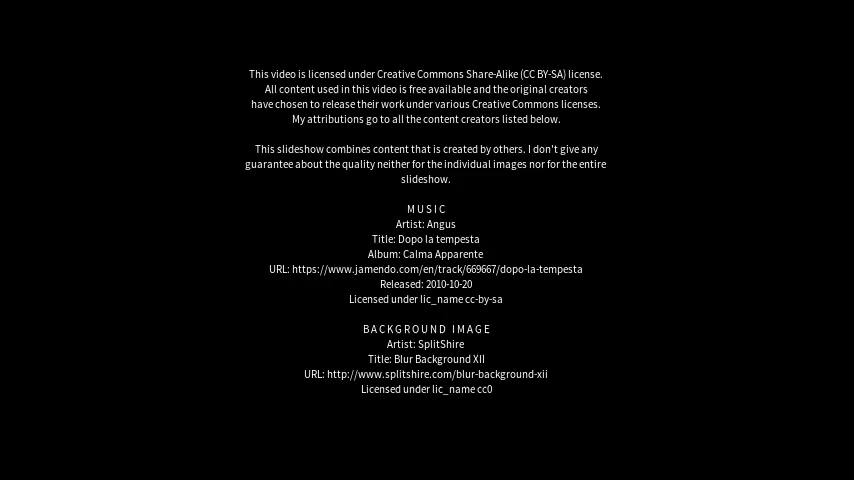 This video is licensed under Creative Commons Share-Alike (CC BY-SA) license.
All content used in this video is free available and the original creators
have chosen to release their work under various Creative Commons licenses.
My attributions go to all the content creators listed below.
This slideshow combines content that is created by others. I don't give any
guarantee about the quality neither for the individual images nor for the entire
slideshow.
MUSIC
Artist: Angus
Title: Dopo la tempesta
Album: Calma Apparente
URL: https://www.jamendo.com/en/track/669667/dopo-la-tempesta
Released: 2010-10-20
Licensed under lic_name cc-by-sa
BACKGROUND IMAGE
Artist: SplitShire
Title: Blur Background XII
URL: http://www.splitshire.com/blur-background-xii
Licensed under lic_name cc0